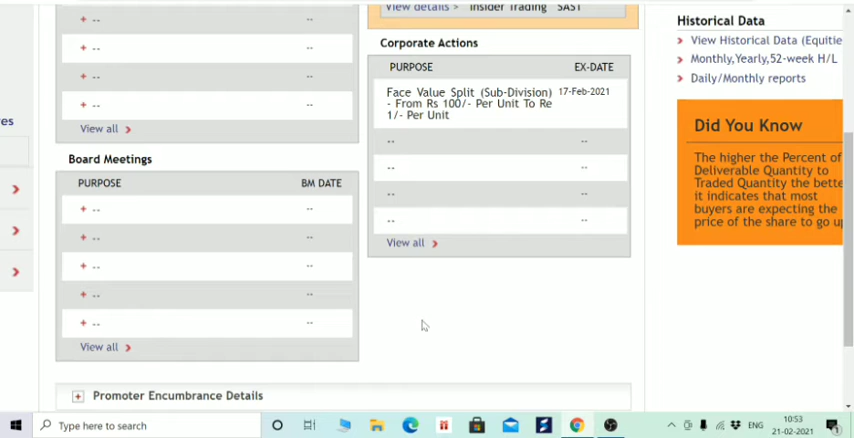 View details > Insider Trading SAST
Historical Data
View Historical Data (Equitie
Monthly,Yearly,52-week H/L
Daily/Monthly reports
Corporate Actions
PURPOSE EX-DATE
Face Value Split (Sub-Division) 17-Feb-2021
- From Rs 100/- Per Unit To Re
1/- Per Unit
-- --
-- --
-- --
-- --
View all
+ -- --
+ -- --
+ -- --
+ -- --
View all
es
Board Meetings
PURPOSE BM DATE
+ -- --
+ -- --
+ -- --
+ -- --
+ -- --
View all
Did You Know
The higher the Percent of
Deliverable Quantity to
Traded Quantity the bette
it indicates that most
buyers are expecting the
price of the share to go up
+ Promoter Encumbrance Details
Type here to search
ENG
10:53
21-02-2021
1